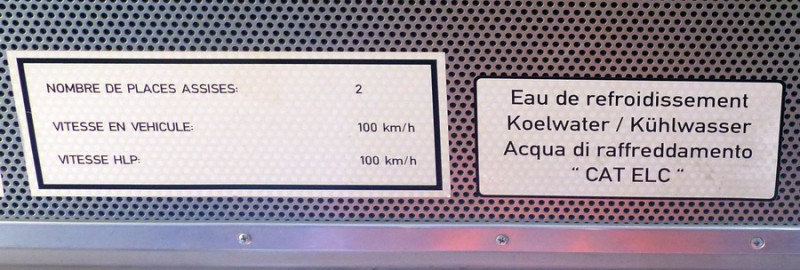 NOMBRE DE PLACES ASSISES: 2
VITESSE EN VEHICULE: 100 km/h
VITESSE HLP: 100 km/h
Eau de refroidissement
Koelwater / Kühlwasser
Acqua di raffreddamento
" CAT ELC "